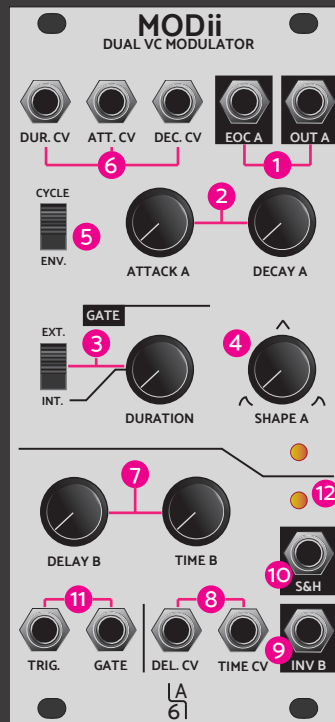 MODii
DUAL VC MODULATOR
DUR. CV ATT. CV DEC. CV EOC A OUT A
6 1
CYCLE
2
5
ENV.
ATTACK A DECAY A
GATE
EXT.
3 4
INT.
DURATION SHAPE A
7
12
DELAY B TIME B
10 S&H
11 8
9
TRIG. GATE DEL. CV TIME CV INV B
LA
6